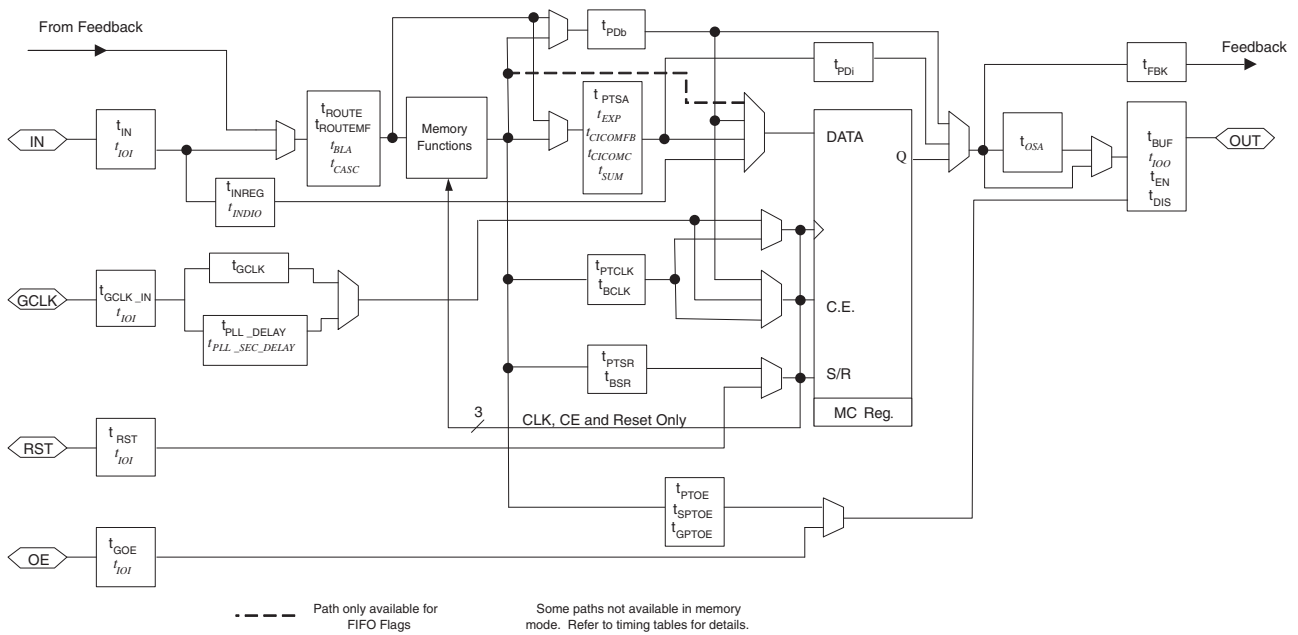 From Feedback
tPDb
tPDi
tFBK
Feedback
IN
tIN
tIOI
tROUTE
tROUTEMF
tBLA
tCASC
Memory
Functions
tPTSA
tEXP
tCICOMFB
tCICOMC
tSUM
DATA
Q
tOSA
tBUF
tIOO
tEN
tDIS
OUT
tINREG
tINDIO
GCLK
tGCLK_IN
tIOI
tGCLK
tPLL_DELAY
tPLL_SEC_DELAY
tPTCLK
tBCLK
C.E.
tPTSR
tBSR
S/R
MC Reg.
3
CLK, CE and Reset Only
RST
tRST
tIOI
tPTOE
tSPTOE
tGPTOE
OE
tGOE
tIOI
Path only available for
FIFO Flags
Some paths not available in memory
mode. Refer to timing tables for details.